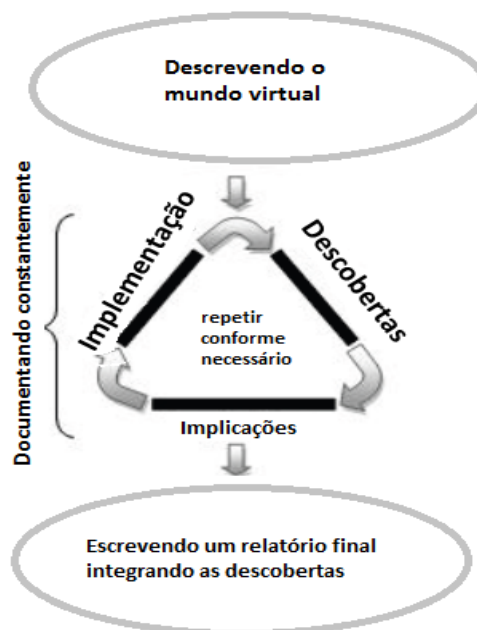 Descrevendo o
mundo virtual
Documentando constantemente
Implementação
Descobertas
repetir
conforme
necessário
Implicações
Escrevendo um relatório final
integrando as descobertas